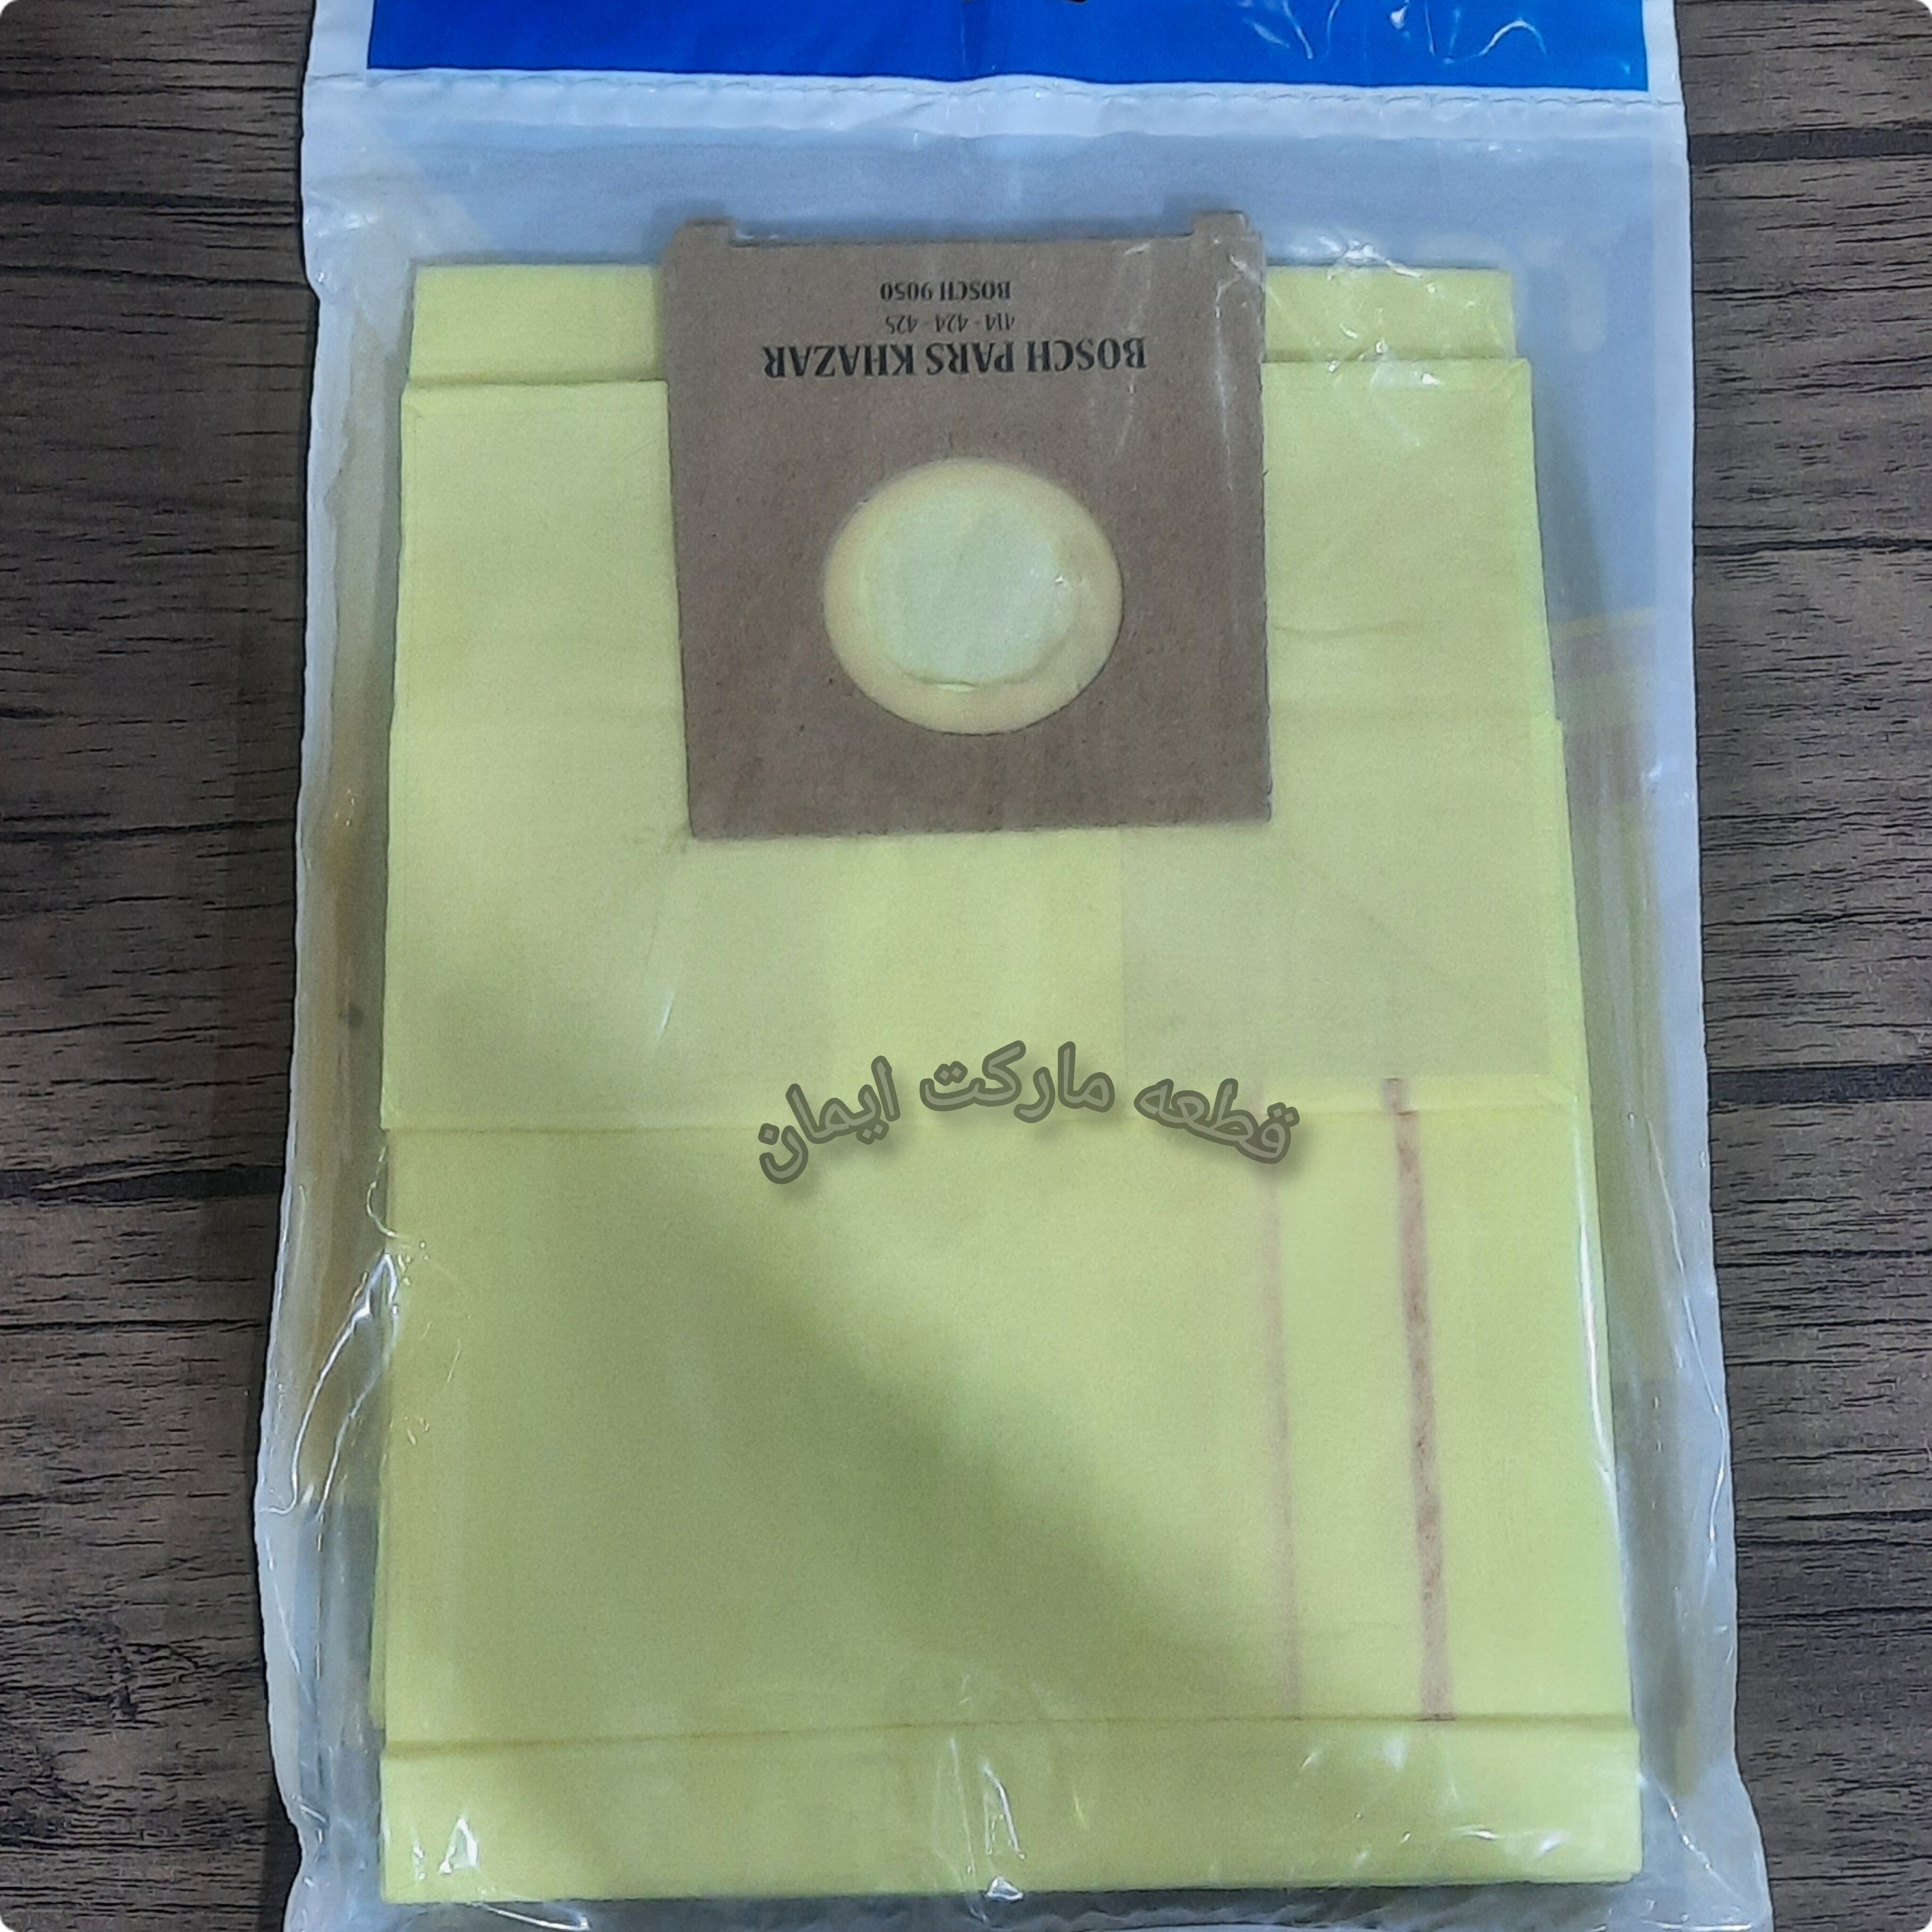 BOSCH PARS KHAZAR
414 - 424 - 425
BOSCH 9050
قطعه مارکت ایمان